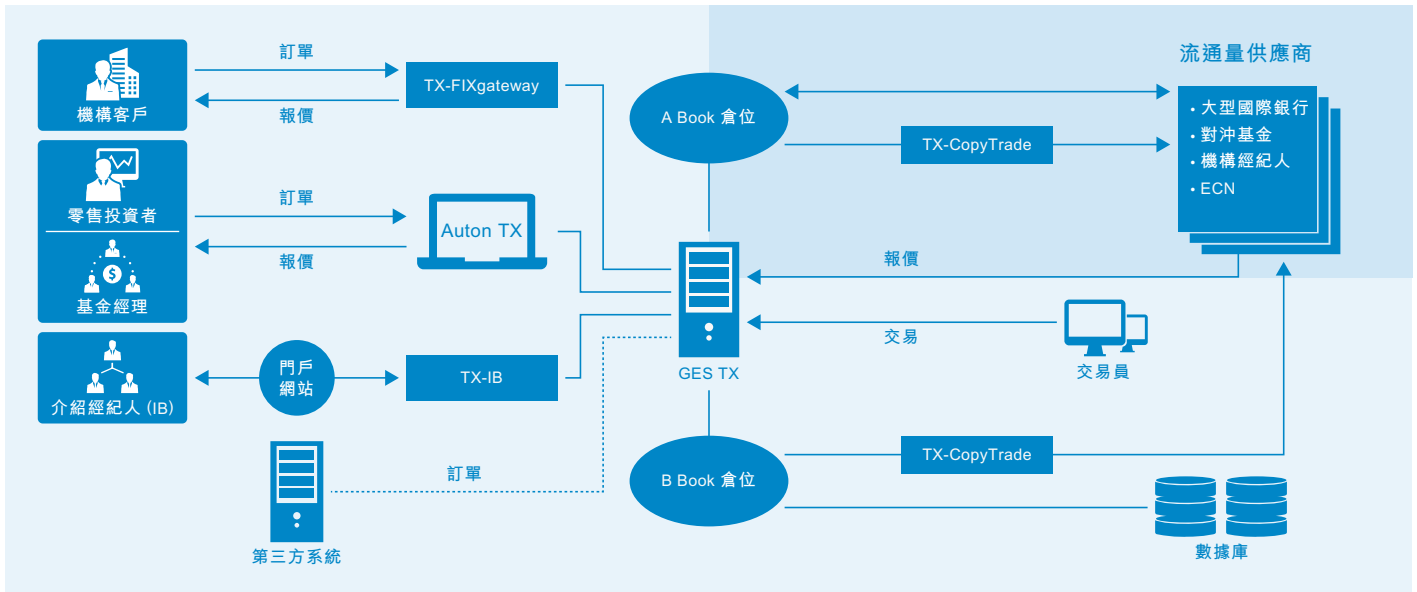 機構客戶
零售投資者
$
基金經理
介紹經紀人 (IB)
訂單
報價
TX-FIXgateway
訂單
報價
Auton TX
門戶
網站
TX-IB
第三方系統
訂單
GES TX
A Book 倉位
B Book 倉位
TX-CopyTrade
流通量供應商
• 大型國際銀行
• 對沖基金
• 機構經紀人
• ECN
報價
交易
交易員
TX-CopyTrade
數據庫